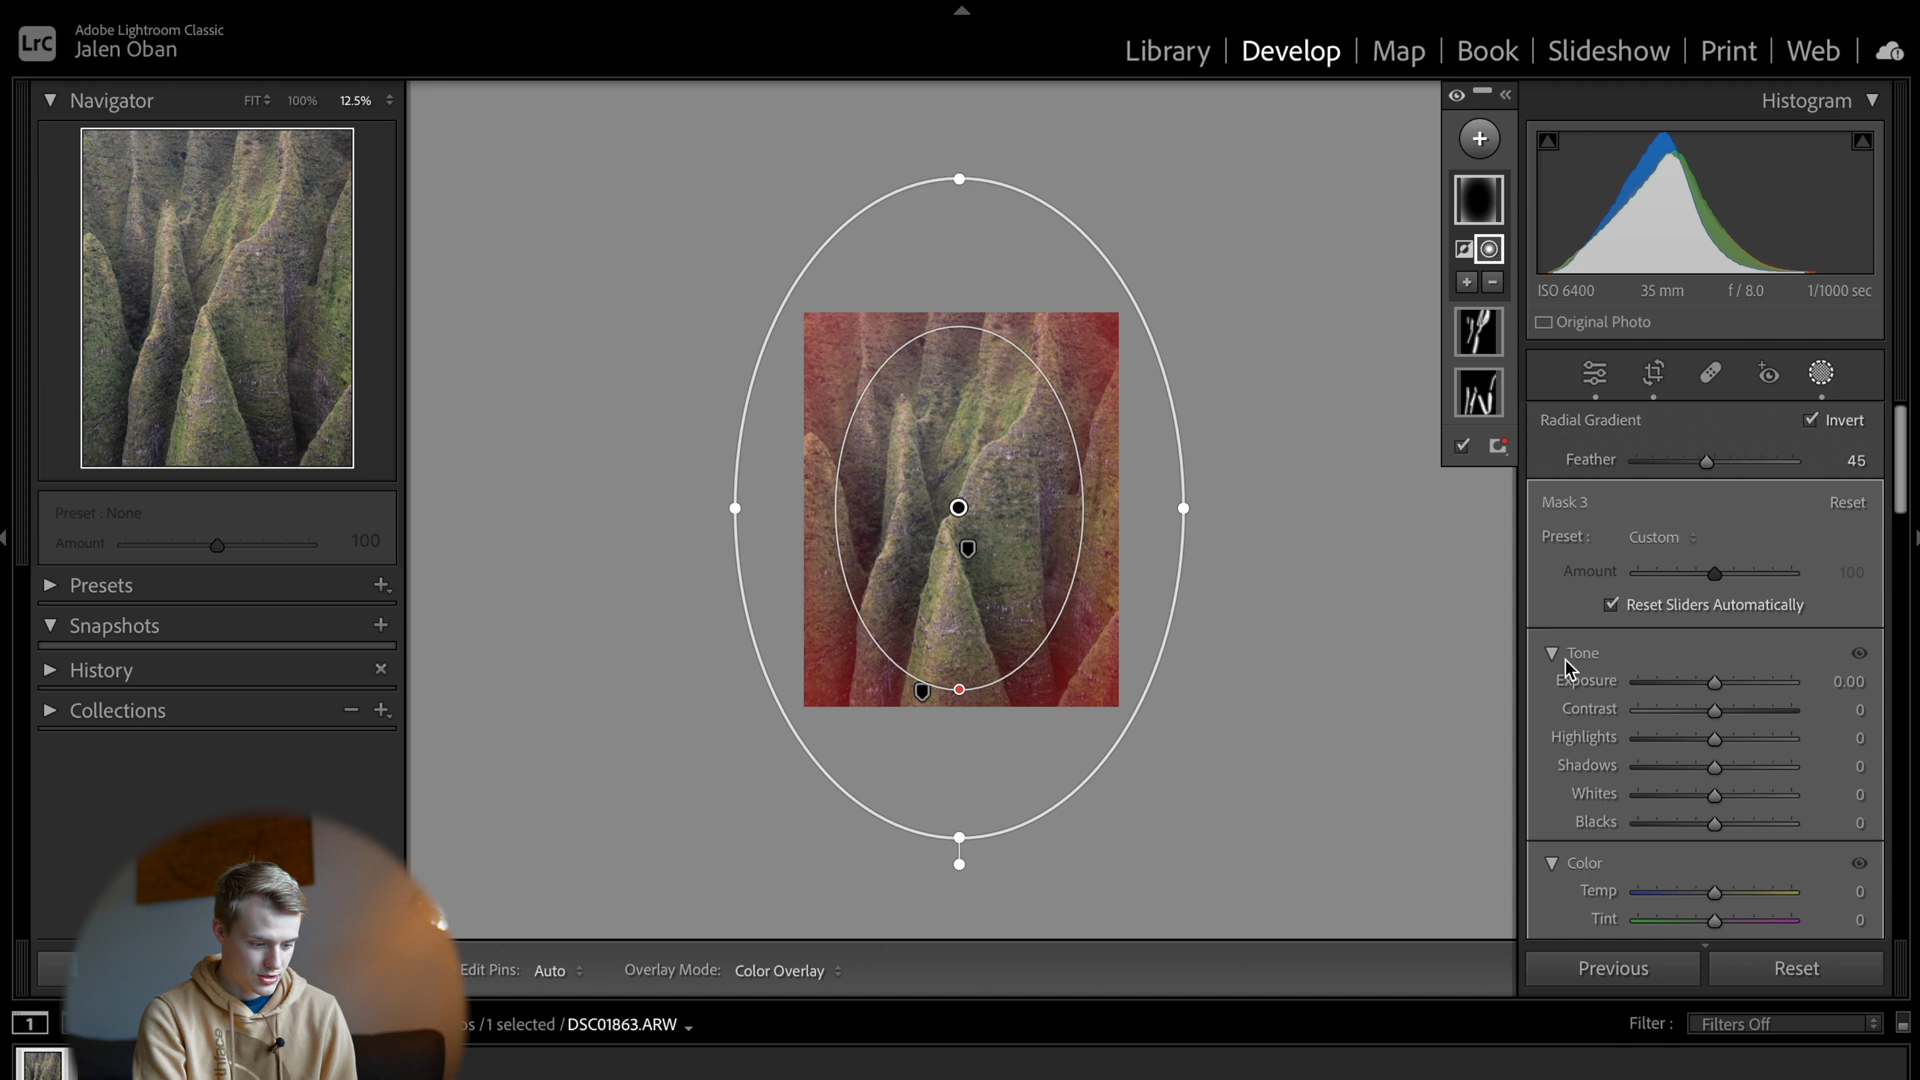 LrC
Adobe Lightroom Classic
Jalen Oban
Library | Develop | Map | Book | Slideshow | Print | Web
Navigator
FIT 100% 12.5%
Preset : None
Amount 100
Presets
Snapshots
History
Collections
Histogram
ISO 6400 35 mm f / 8.0 1/1000 sec
Original Photo
Radial Gradient Invert
Feather 45
Mask 3 Reset
Preset : Custom
Amount 100
Reset Sliders Automatically
Tone
Exposure 0.00
Contrast 0
Highlights 0
Shadows 0
Whites 0
Blacks 0
Color
Temp 0
Tint 0
Previous Reset
Edit Pins: Auto Overlay Mode: Color Overlay
1
os /1 selected / DSC01863.ARW
Filter : Filters Off